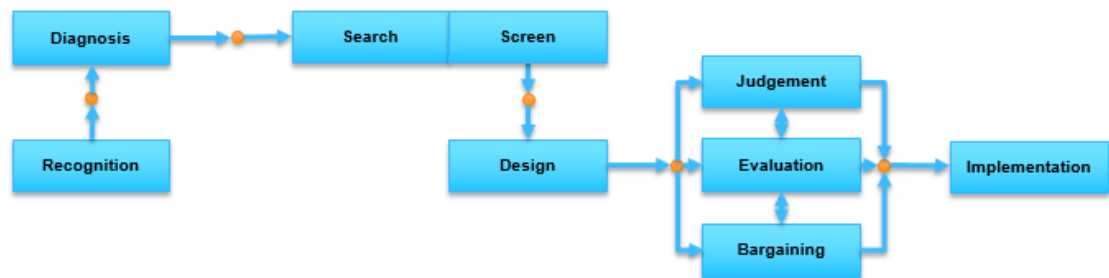 Diagnosis
Search
Screen
Judgement
Recognition
Design
Evaluation
Implementation
Bargaining